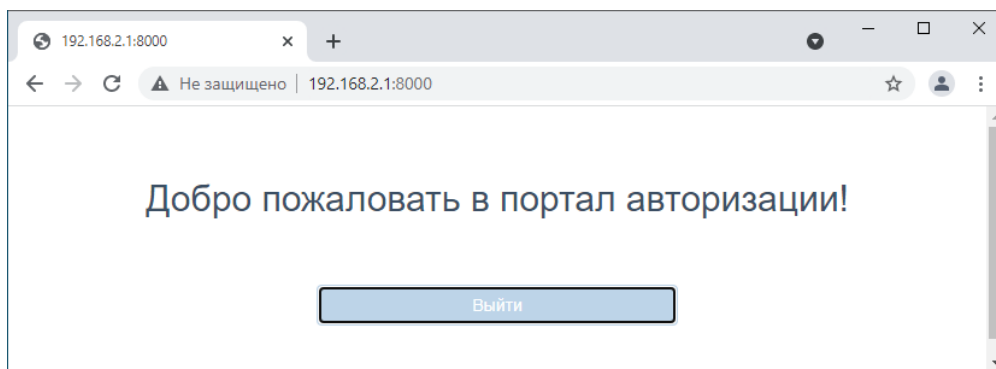 192.168.2.1:8000
Не защищено | 192.168.2.1:8000
Добро пожаловать в портал авторизации!
Выйти